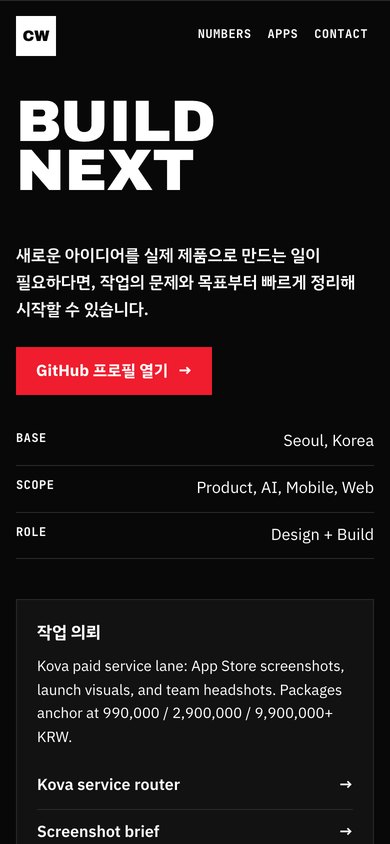 CW
NUMBERS APPS CONTACT
BUILD
NEXT
새로운 아이디어를 실제 제품으로 만드는 일이
필요하다면, 작업의 문제와 목표부터 빠르게 정리해
시작할 수 있습니다.
GitHub 프로필 열기 →
BASE Seoul, Korea
SCOPE Product, AI, Mobile, Web
ROLE Design + Build
작업 의뢰
Kova paid service lane: App Store screenshots,
launch visuals, and team headshots. Packages
anchor at 990,000 / 2,900,000 / 9,900,000+
KRW.
Kova service router →
Screenshot brief →